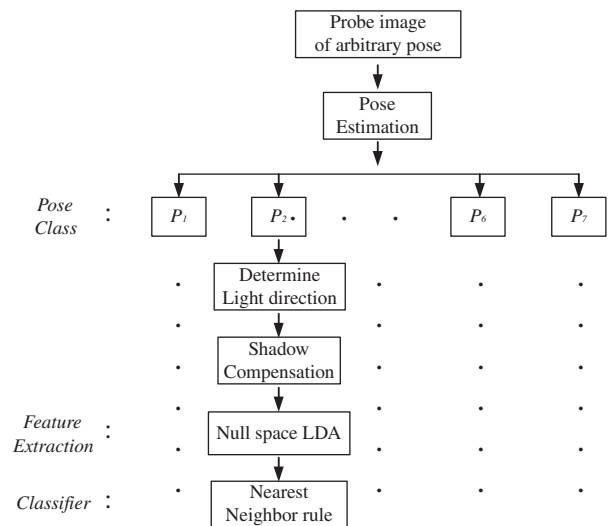 Probe image
of arbitrary pose
Pose
Estimation
Pose
Class :
P1 P2 . . . P6 P7
Determine
Light direction
Shadow
Compensation
Feature
Extraction :
Null space LDA
Classifier :
Nearest
Neighbor rule